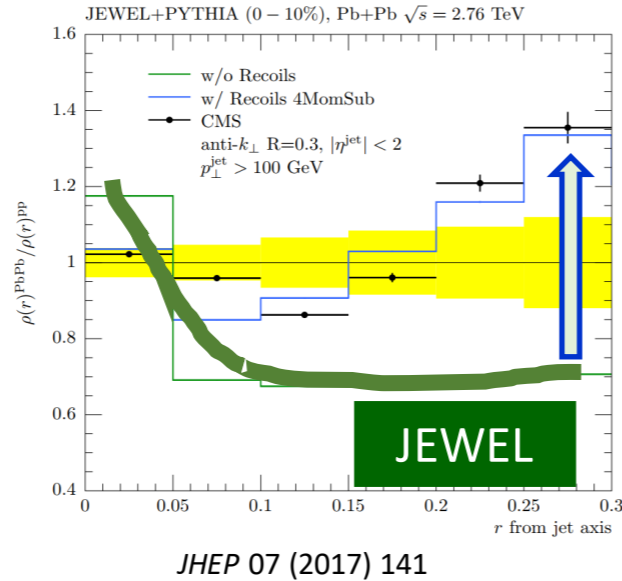 JEWEL+PYTHIA (0 − 10%), Pb+Pb √s = 2.76 TeV
ρ(r)^PbPb/ρ(r)^pp
1.6
1.4
1.2
1
0.8
0.6
0.4
w/o Recoils
w/ Recoils 4MomSub
CMS
anti-k⊥ R=0.3, |η^jet| < 2
p⊥^jet > 100 GeV
JEWEL
0 0.05 0.1 0.15 0.2 0.25 0.3
r from jet axis
JHEP 07 (2017) 141